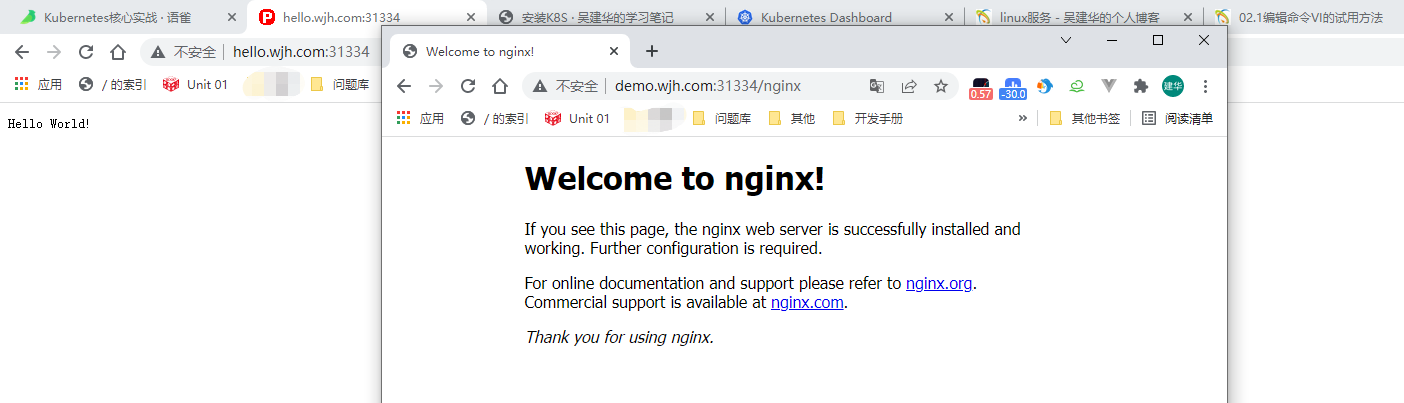 Kubernetes核心实战 · 语雀
hello.wjh.com:31334
安装K8S · 吴建华的学习笔记
Kubernetes Dashboard
linux服务 - 吴建华的个人博客
02.1编辑命令VI的试用方法
不安全 hello.wjh.com:31334
应用 / 的索引 Unit 01 问题库
Hello World!
Welcome to nginx!
不安全 demo.wjh.com:31334/nginx
0.57 -30.0 建华
应用 / 的索引 Unit 01 问题库 其他 开发手册 » 其他书签 阅读清单
Welcome to nginx!
If you see this page, the nginx web server is successfully installed and
working. Further configuration is required.
For online documentation and support please refer to nginx.org.
Commercial support is available at nginx.com.
Thank you for using nginx.